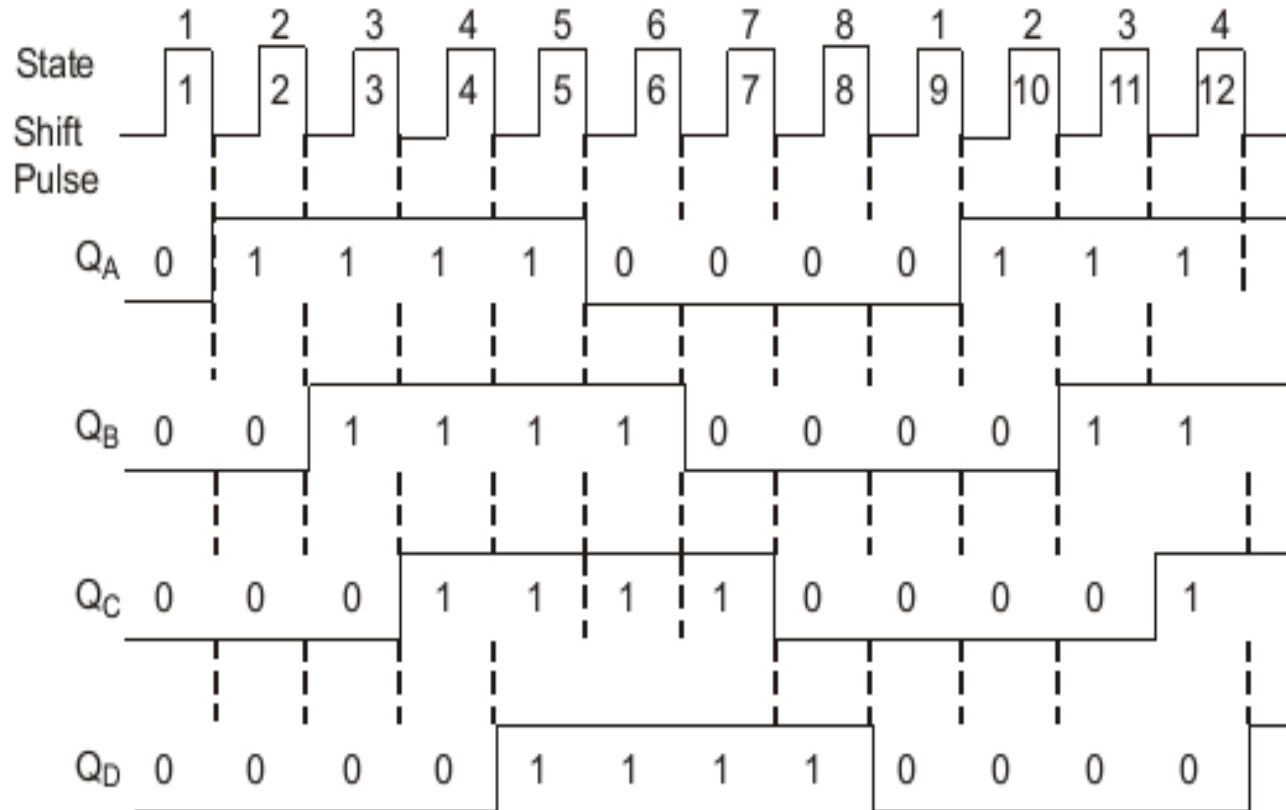 1 2 3 4 5 6 7 8 1 2 3 4
State
1 2 3 4 5 6 7 8 9 10 11 12
Shift
Pulse
QA 0 1 1 1 1 0 0 0 0 1 1 1
QB 0 0 1 1 1 1 0 0 0 0 1 1
QC 0 0 0 1 1 1 1 0 0 0 0 1
QD 0 0 0 0 1 1 1 1 0 0 0 0